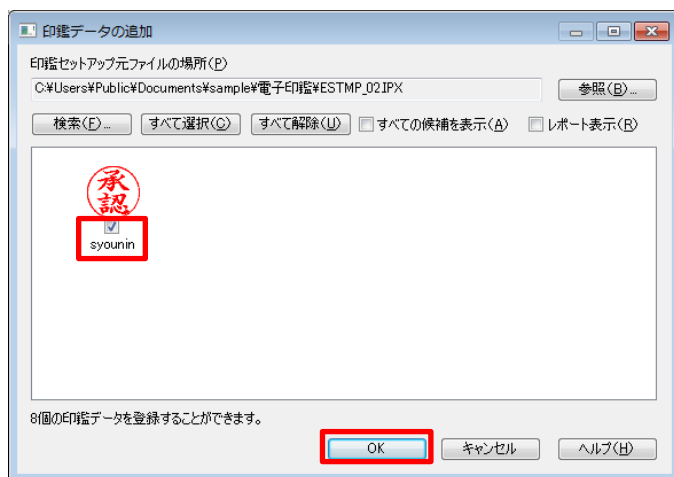 印鑑データの追加
印鑑セットアップ元ファイルの場所(P)
C:¥Users¥Public¥Documents¥sample¥電子印鑑¥ESTMP_02.IPX
参照(B)...
検索(F)... すべて選択(C) すべて解除(U) すべての候補を表示(A) レポート表示(R)
承
認
syounin
8個の印鑑データを登録することができます。
OK キャンセル ヘルプ(H)